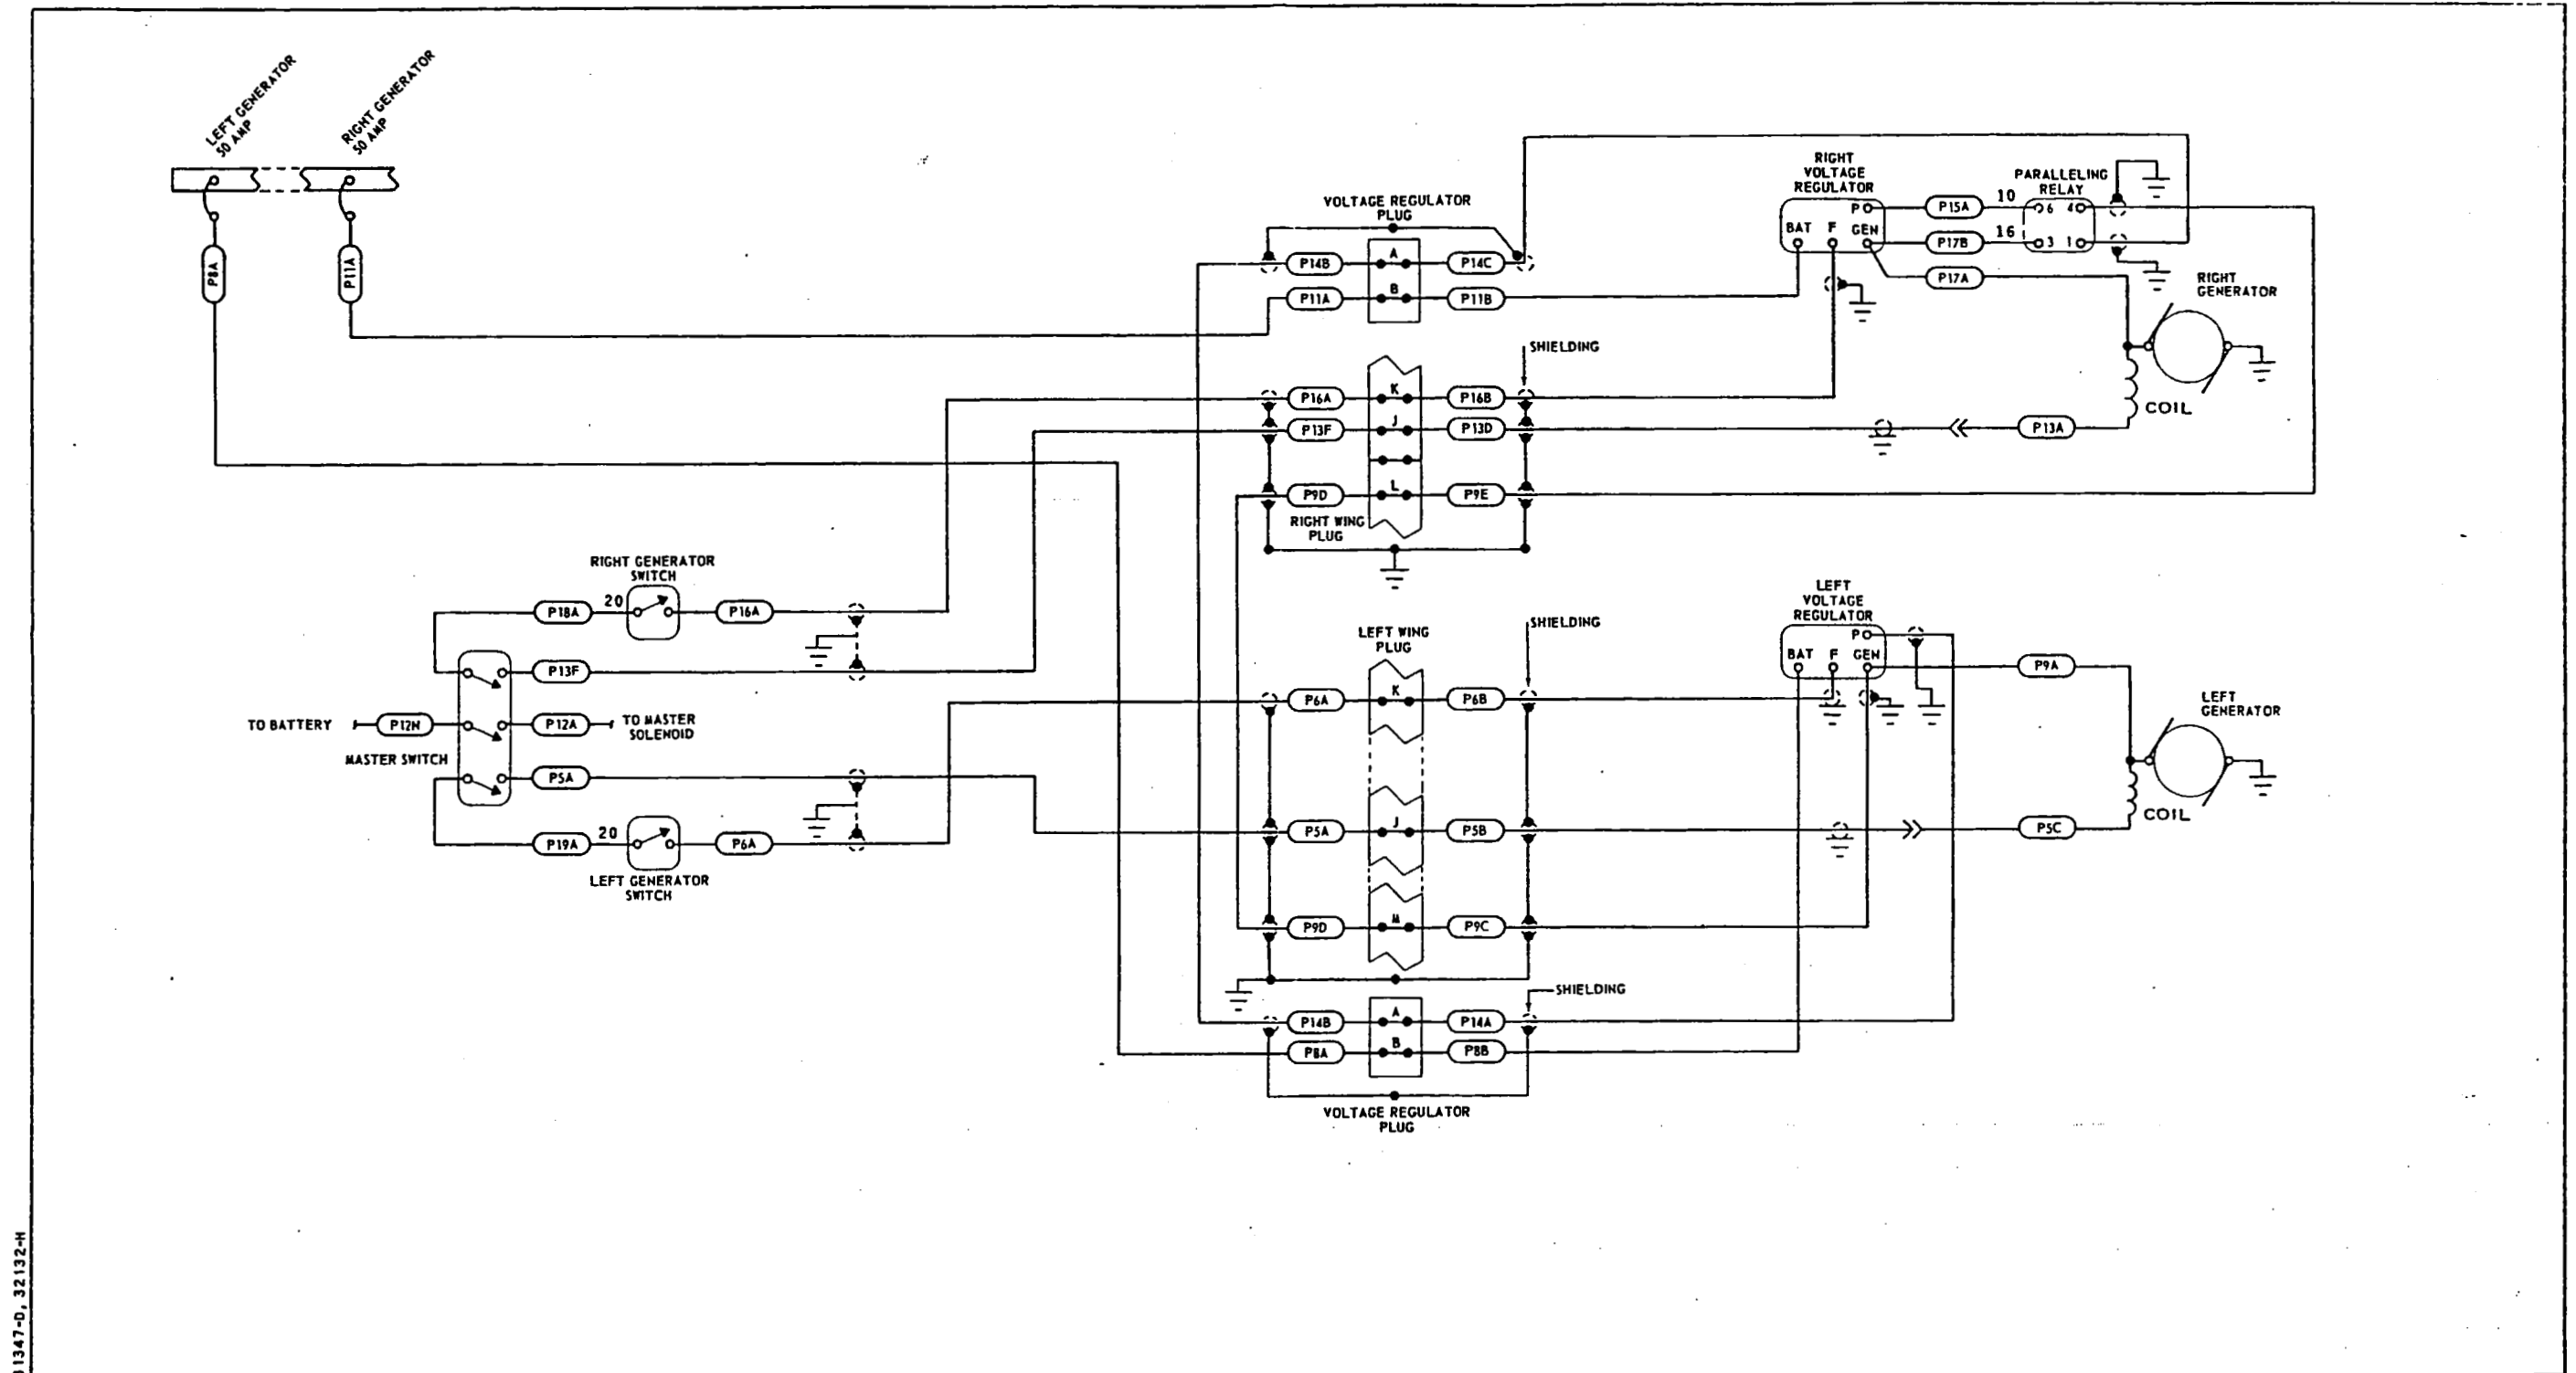 LEFT GENERATOR
50 AMP
RIGHT GENERATOR
50 AMP
P8A
P11A
VOLTAGE REGULATOR
PLUG
P14B
A
P14C
P11A
B
P11B
RIGHT
VOLTAGE
REGULATOR
P
BAT
F
GEN
P15A
10
P17B
16
P17A
PARALLELING
RELAY
6
4
3
1
RIGHT
GENERATOR
COIL
P13A
SHIELDING
P16A
K
P16B
P13F
J
P13D
P9D
L
P9E
RIGHT WING
PLUG
RIGHT GENERATOR
SWITCH
P18A
20
P16A
P13F
TO BATTERY
P12N
P12A
TO MASTER
SOLENOID
MASTER SWITCH
P5A
P19A
20
P6A
LEFT GENERATOR
SWITCH
LEFT WING
PLUG
SHIELDING
P6A
K
P6B
P5A
J
P5B
P9D
M
P9C
LEFT
VOLTAGE
REGULATOR
P
BAT
F
GEN
P9A
LEFT
GENERATOR
COIL
P5C
SHIELDING
P14B
A
P14A
P8A
B
P8B
VOLTAGE REGULATOR
PLUG
31347-D, 32132-H